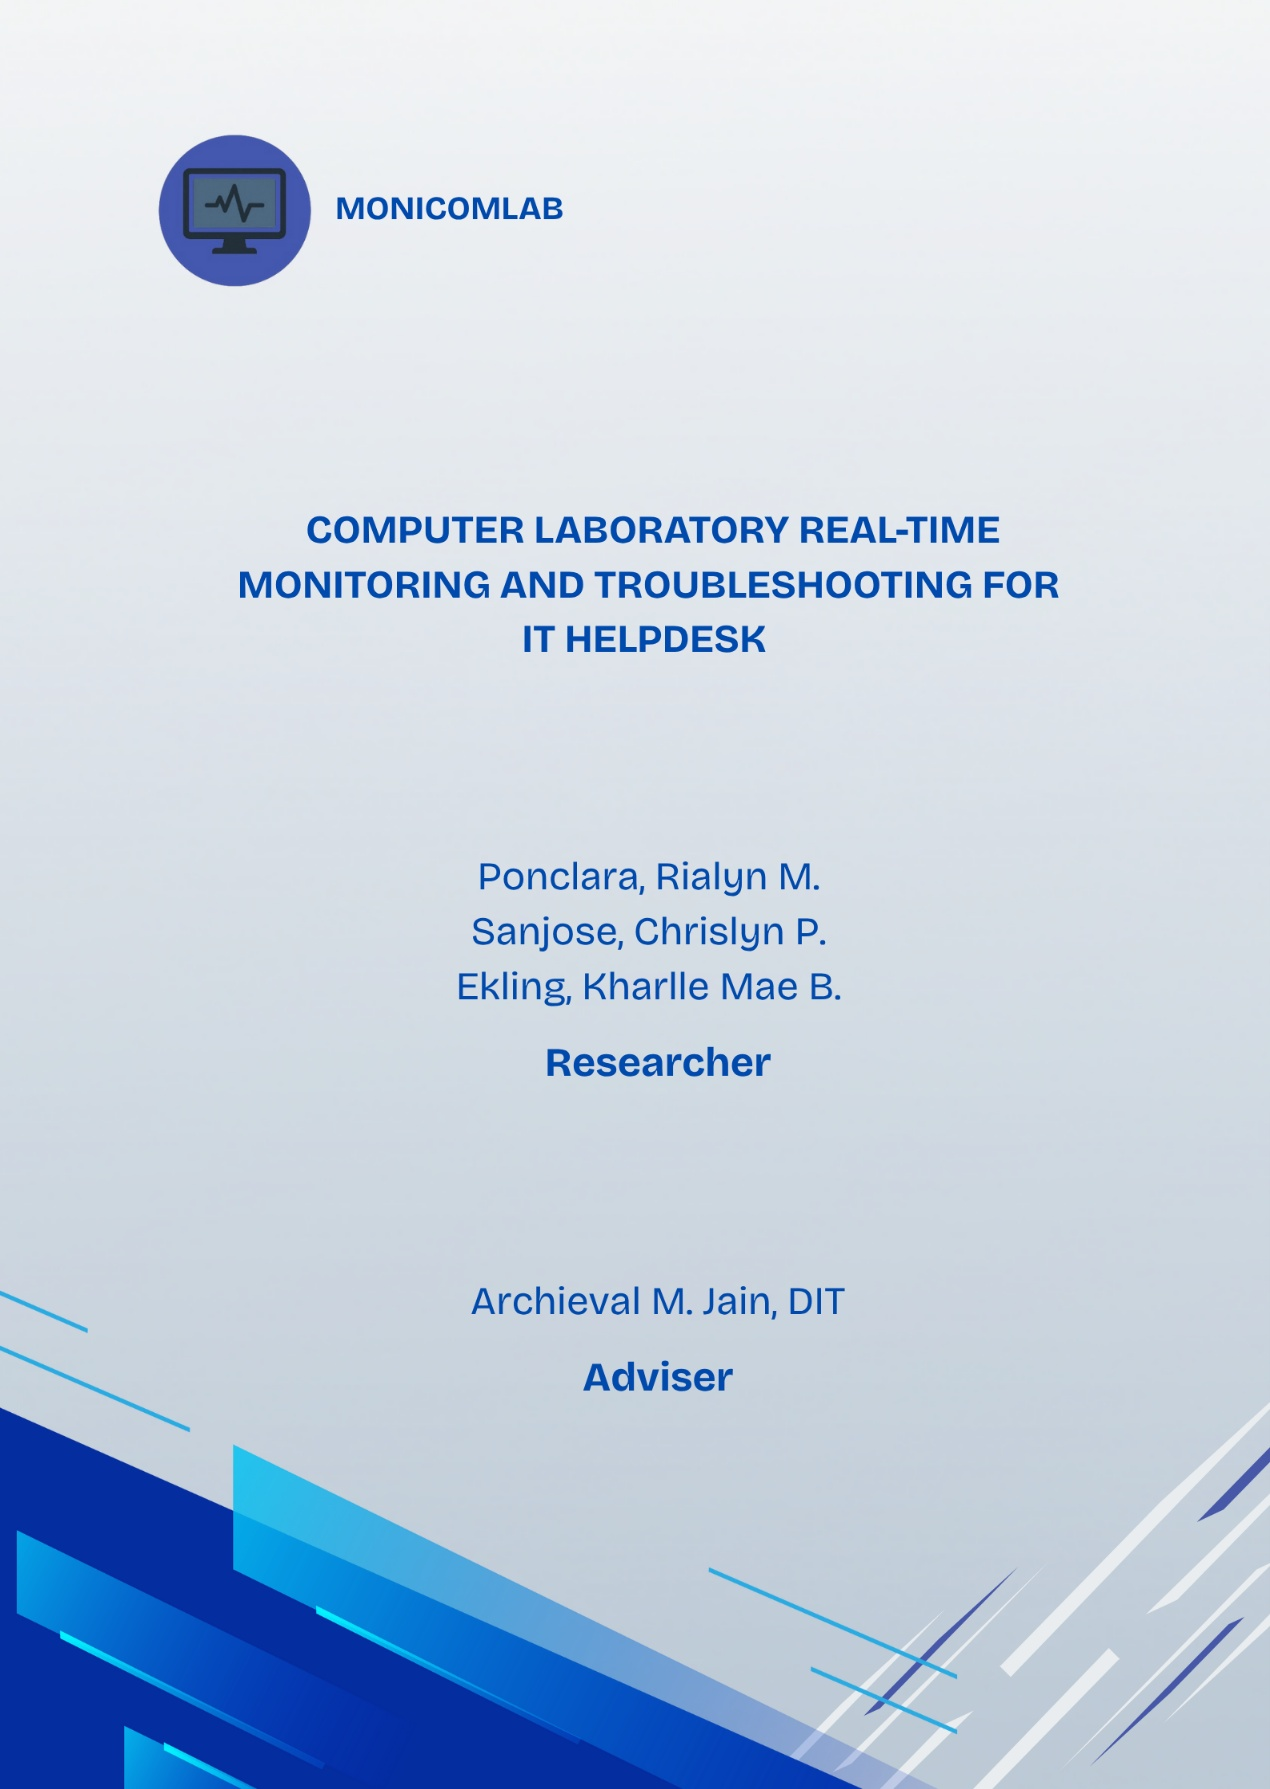 MONICOMLAB
COMPUTER LABORATORY REAL-TIME
MONITORING AND TROUBLESHOOTING FOR
IT HELPDESK
Ponclara, Rialyn M.
Sanjose, Chrislyn P.
Ekling, Kharlle Mae B.
Researcher
Archieval M. Jain, DIT
Adviser